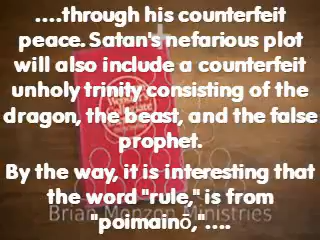 ....through his counterfeit
peace. Satan's nefarious plot
will also include a counterfeit
unholy trinity consisting of the
dragon, the beast, and the false
prophet.
By the way, it is interesting that
the word "rule," is from
"poimainō,"....
Brian Monzon Ministries